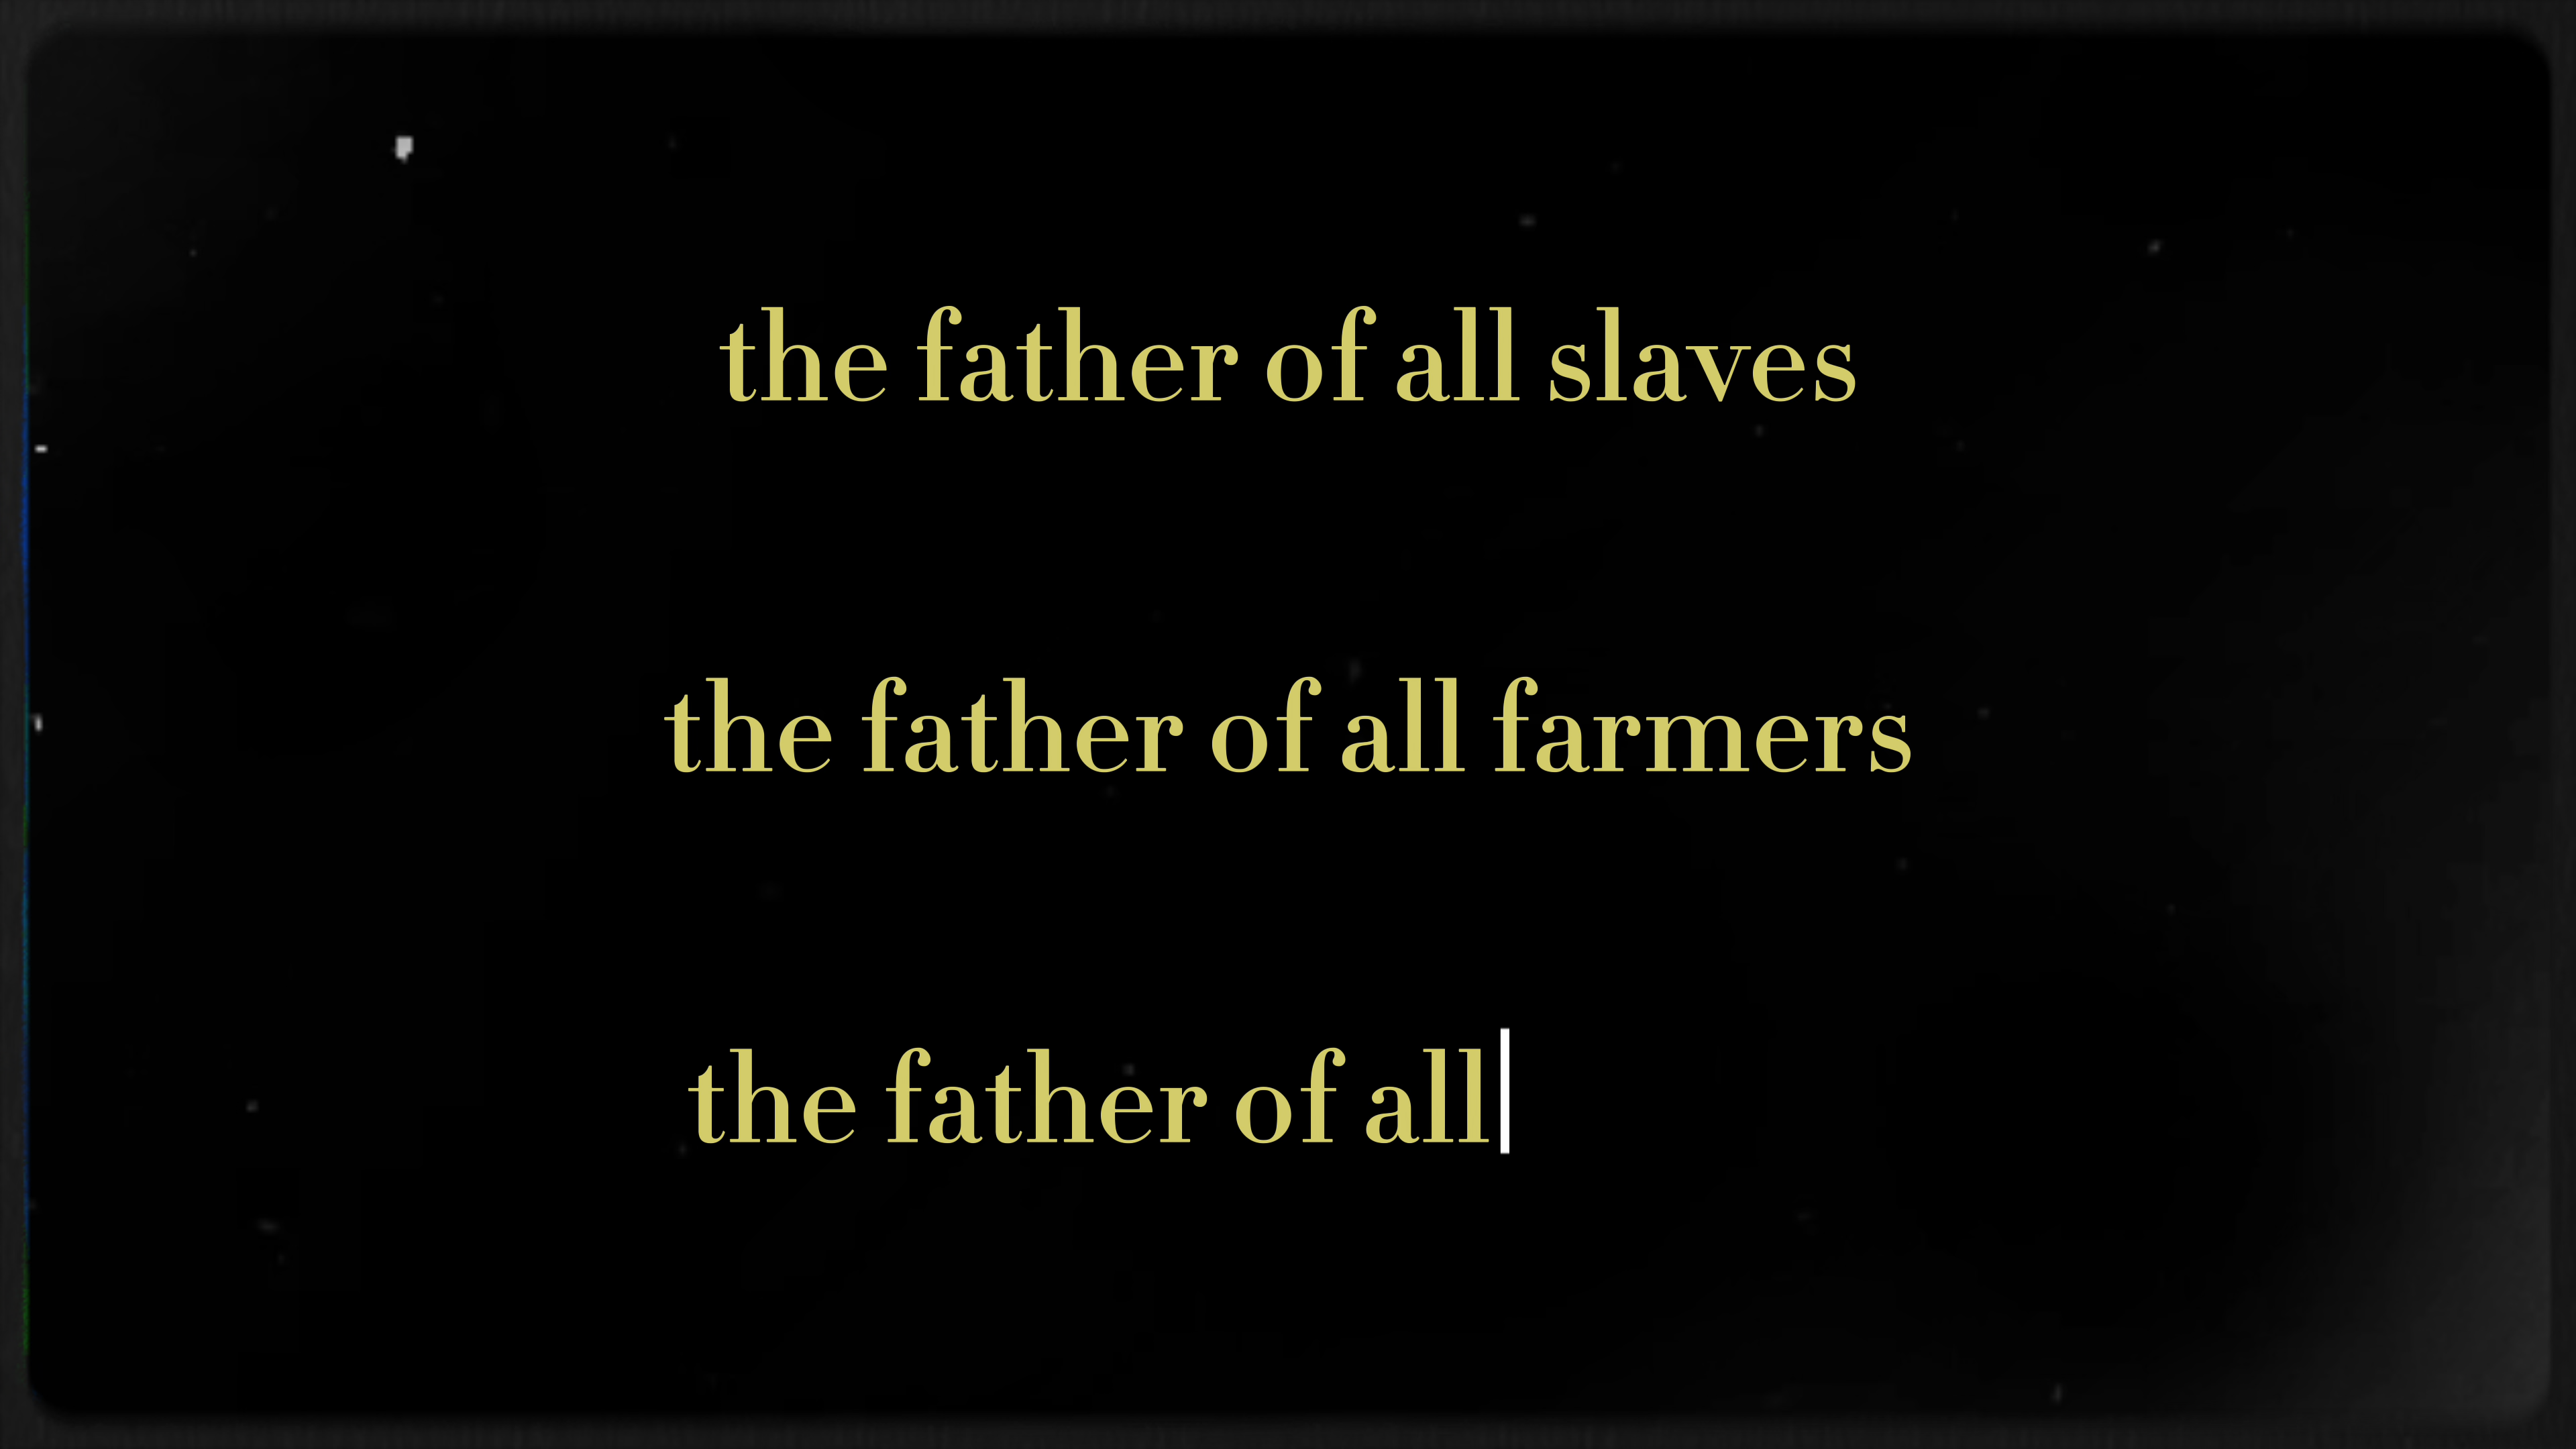 the father of all slaves
the father of all farmers
the father of all